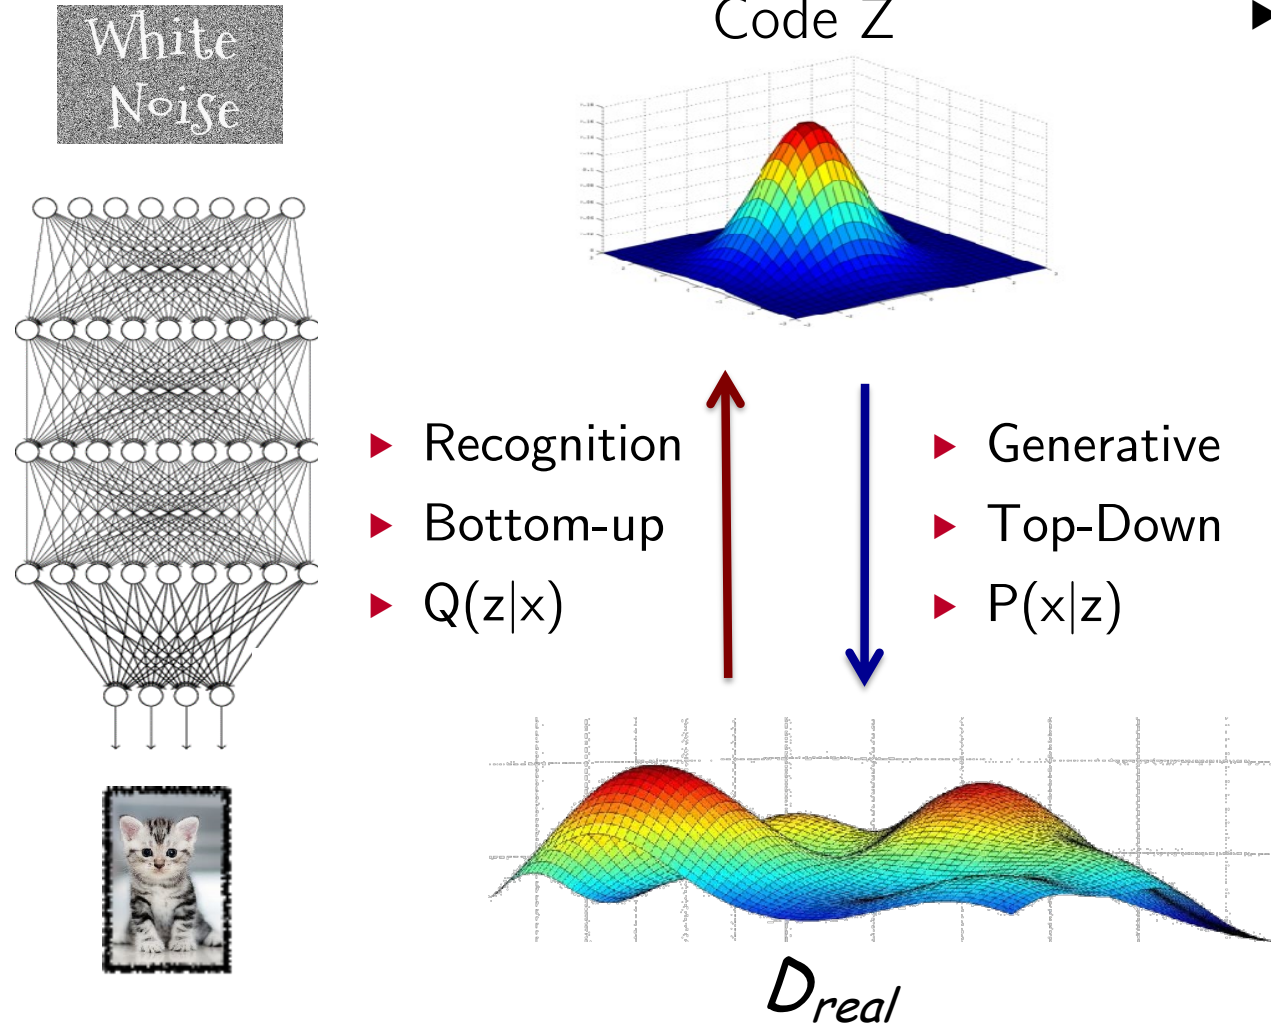 White
Noise
Code Z
▶ Recognition
▶ Bottom-up
▶ Q(z|x)
▶ Generative
▶ Top-Down
▶ P(x|z)
D_real